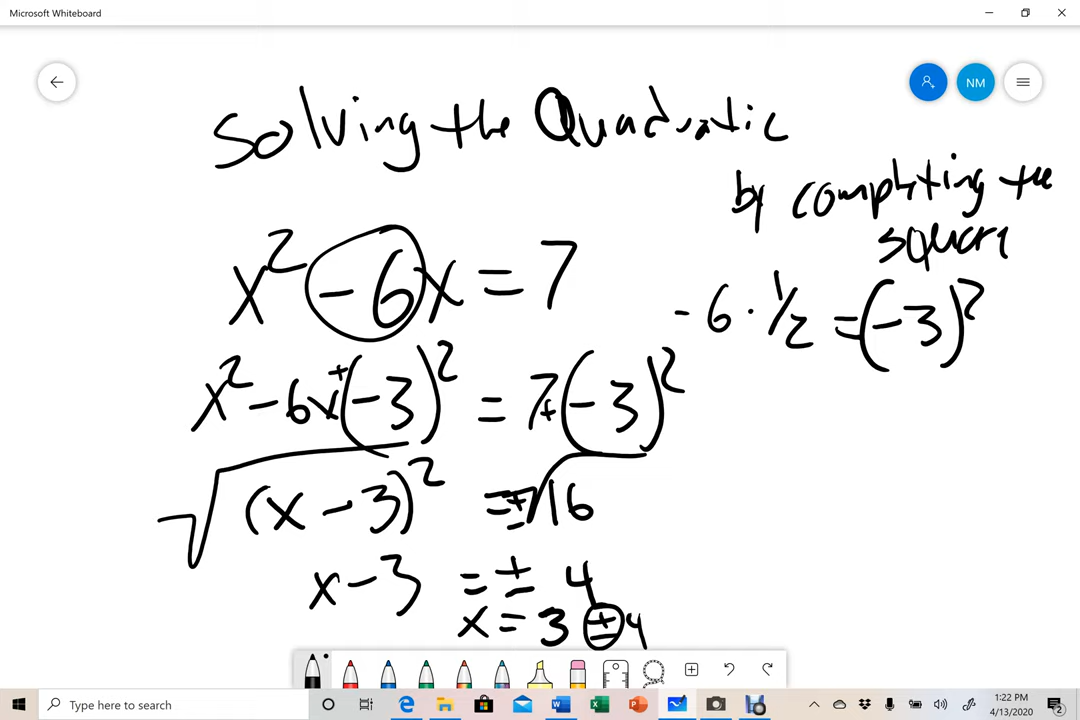 Microsoft Whiteboard
NM
Solving the Quadratic
by completing the
square
x² - 6x = 7
-6 · 1/2 = (-3)²
x² - 6x + (-3)² = 7 + (-3)²
√(x - 3)² = ±√16
x - 3 = ± 4
x = 3 ± 4
Type here to search
1:22 PM
4/13/2020
2